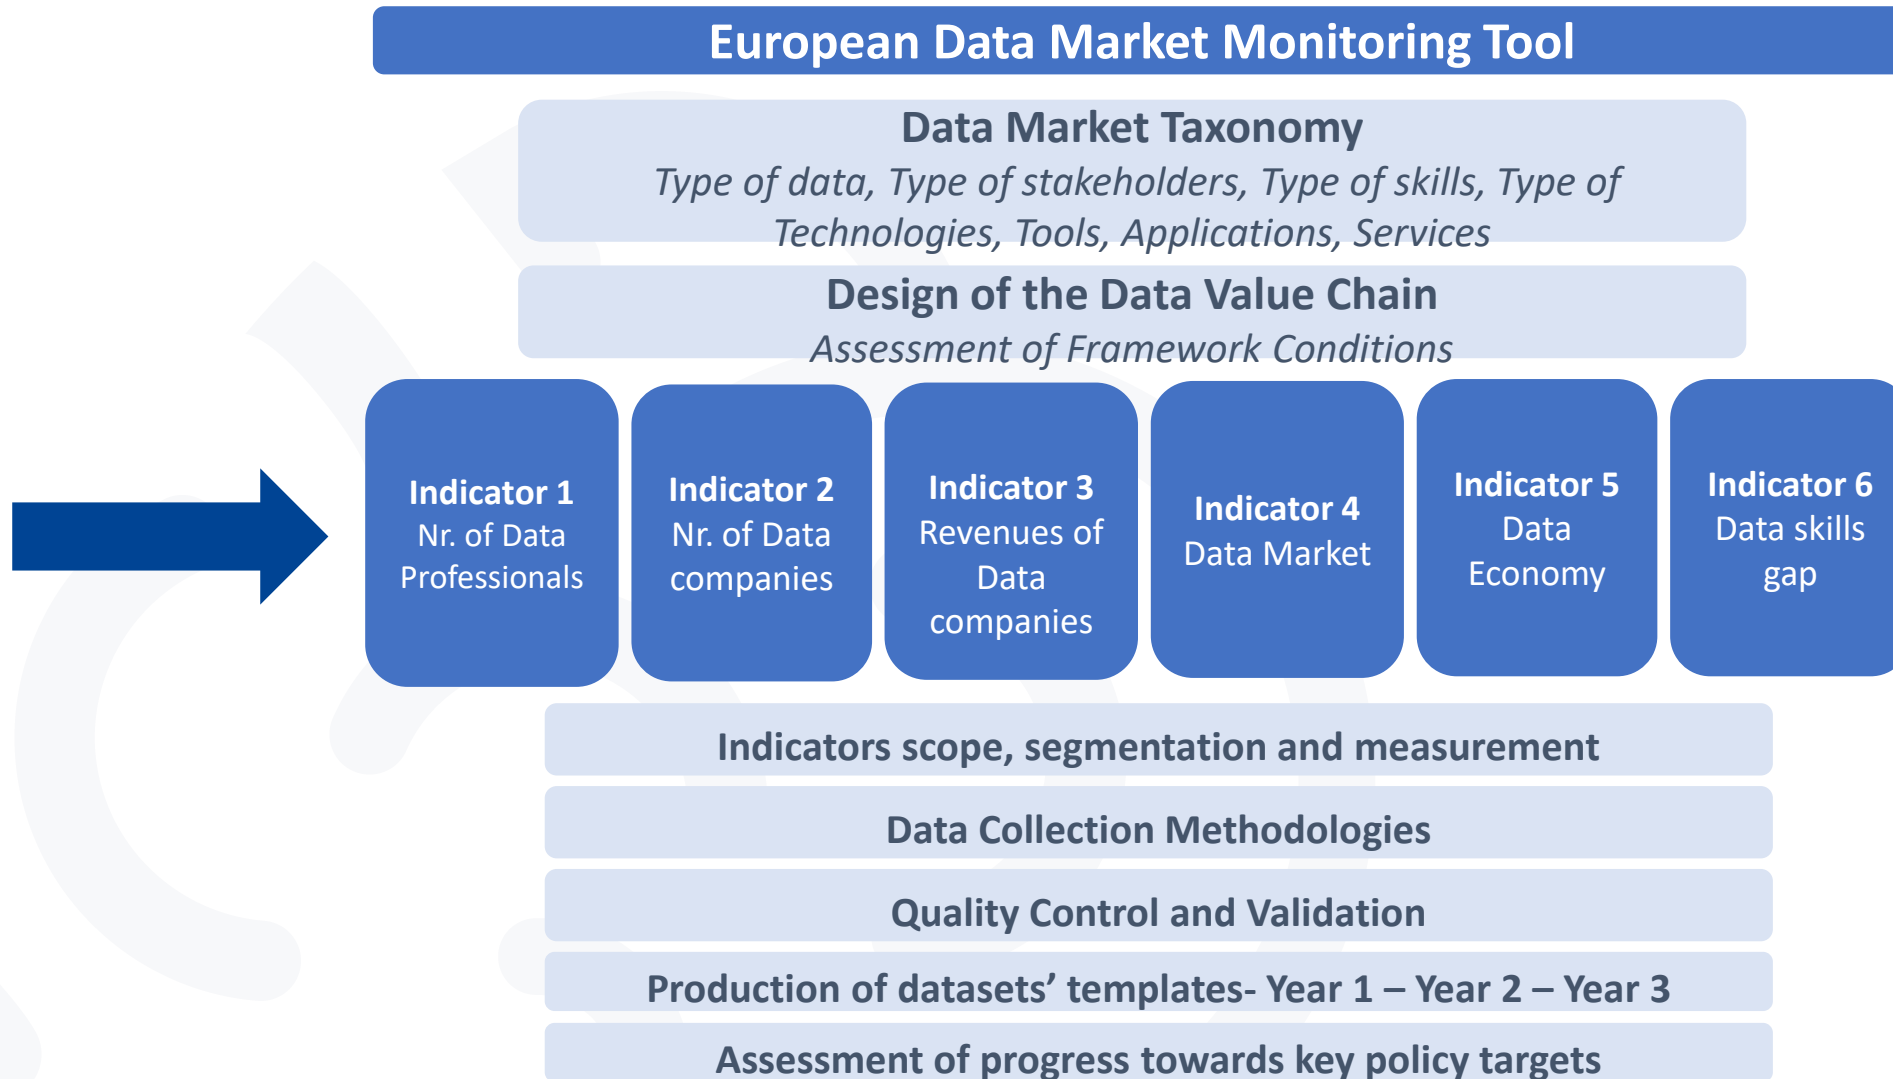 European Data Market Monitoring Tool
Data Market Taxonomy
Type of data, Type of stakeholders, Type of skills, Type of
Technologies, Tools, Applications, Services
Design of the Data Value Chain
Assessment of Framework Conditions
Indicator 1
Nr. of Data
Professionals
Indicator 2
Nr. of Data
companies
Indicator 3
Revenues of
Data
companies
Indicator 4
Data Market
Indicator 5
Data
Economy
Indicator 6
Data skills
gap
Indicators scope, segmentation and measurement
Data Collection Methodologies
Quality Control and Validation
Production of datasets’ templates- Year 1 – Year 2 – Year 3
Assessment of progress towards key policy targets